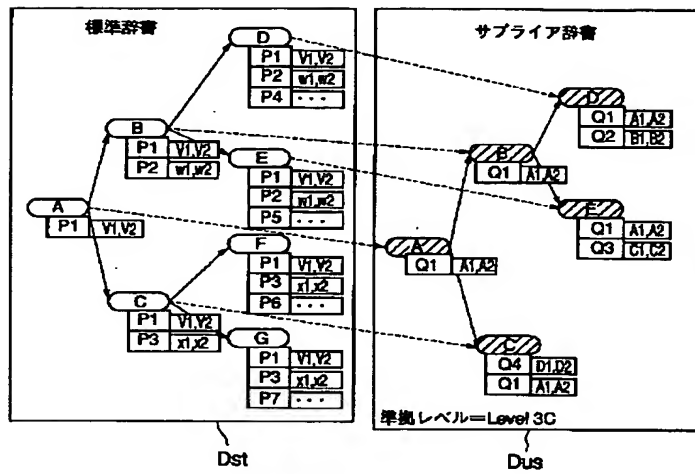 標準辞書
D
P1 V1,V2
P2 w1,w2
P4 ・・・
B
P1 V1,V2
P2 w1,w2
E
P1 V1,V2
P2 w1,w2
P5 ・・・
A
P1 V1,V2
F
P1 V1,V2
P3 x1,x2
P6 ・・・
C
P1 V1,V2
P3 x1,x2
G
P1 V1,V2
P3 x1,x2
P7 ・・・
サプライア辞書
D
Q1 A1,A2
Q2 B1,B2
B
Q1 A1,A2
E
Q1 A1,A2
Q3 C1,C2
A
Q1 A1,A2
C
Q4 D1,D2
Q1 A1,A2
準拠レベル=Level 3C
Dst
Dus